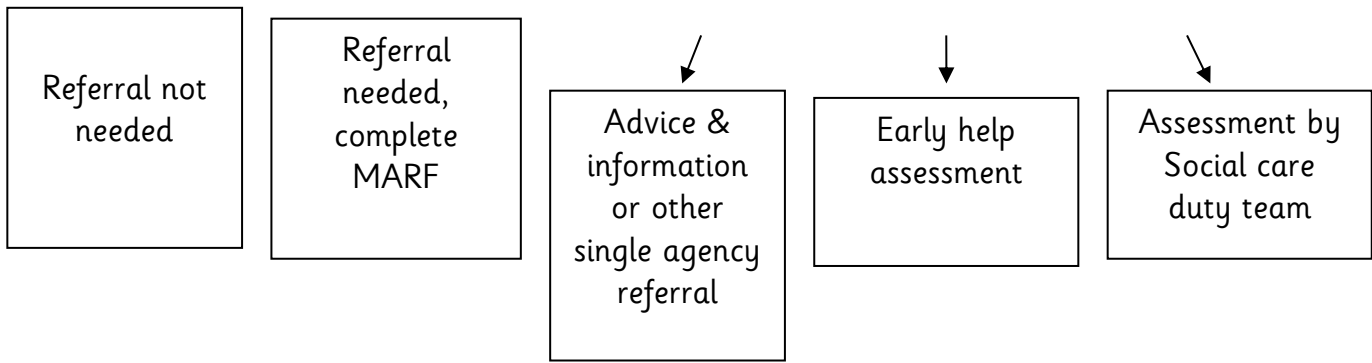 Referral not
needed
Referral
needed,
complete
MARF
Advice &
information
or other
single agency
referral
Early help
assessment
Assessment by
Social care
duty team